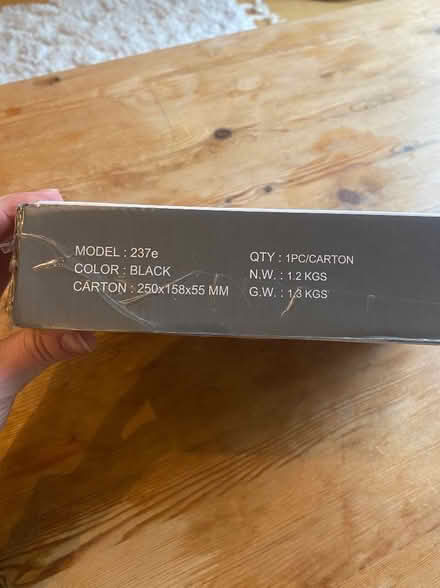 MODEL : 237e
COLOR : BLACK
CARTON : 250x158x55 MM
QTY : 1PC/CARTON
N.W. : 1.2 KGS
G.W. : 1.3 KGS